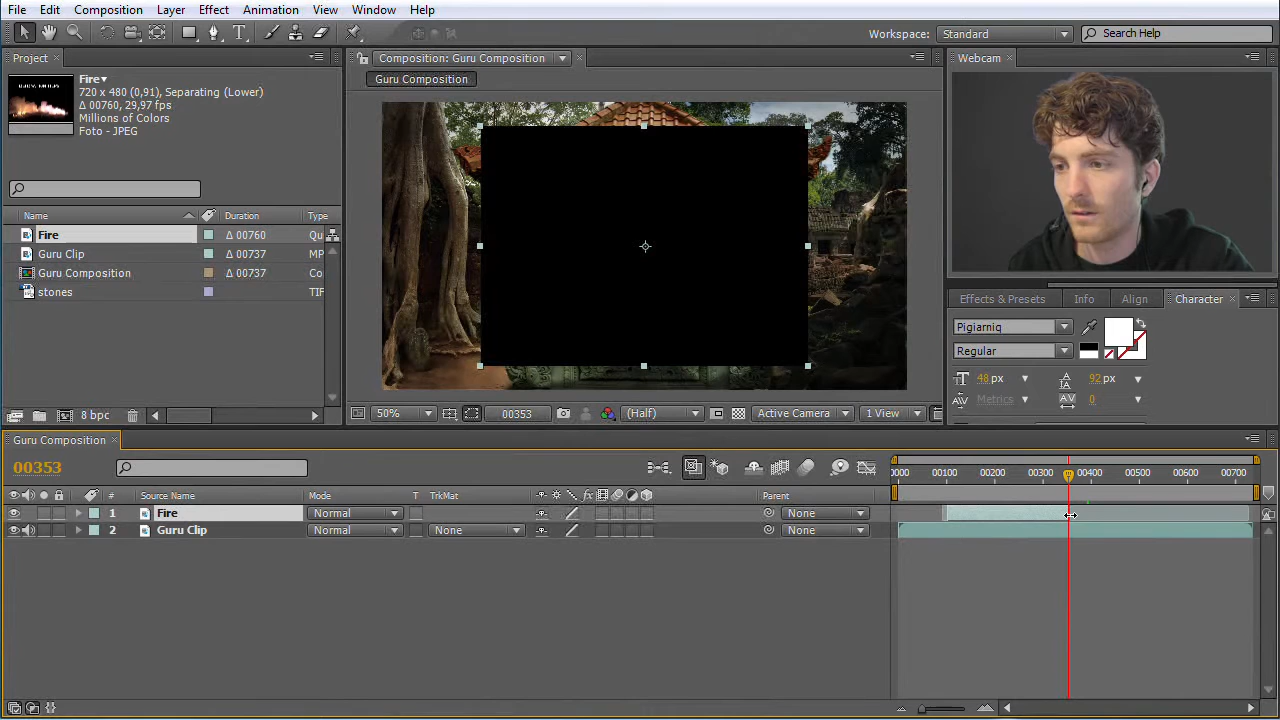 File Edit Composition Layer Effect Animation View Window Help
Workspace: Standard Search Help
Project
Fire▾
720 x 480 (0,91), Separating (Lower)
Δ 00760, 29,97 fps
Millions of Colors
Foto - JPEG
Name Duration Type
Fire Δ 00760 Qu
Guru Clip Δ 00737 MP
Guru Composition Δ 00737 Co
stones TIF
8 bpc
Composition: Guru Composition
Guru Composition
50% 00353 (Half) Active Camera 1 View
Webcam
Effects & Presets Info Align Character
Pigiarniq
Regular
48 px 92 px
Metrics 0
Guru Composition
00353
# Source Name Mode T TrkMat fx Parent
1 Fire Normal None
2 Guru Clip Normal None None
0000 00100 00200 00300 00400 00500 00600 00700